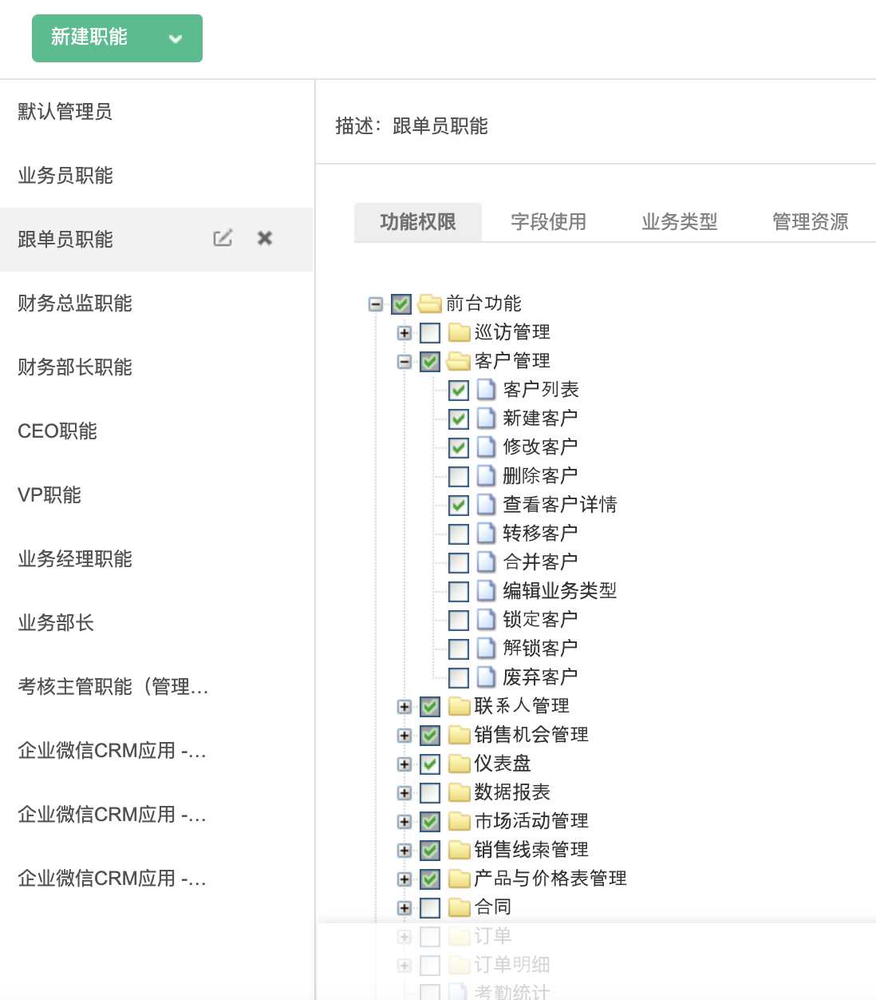 新建职能
默认管理员
业务员职能
跟单员职能
财务总监职能
财务部长职能
CEO职能
VP职能
业务经理职能
业务部长
考核主管职能（管理...
企业微信CRM应用 -...
企业微信CRM应用 -...
企业微信CRM应用 -...
描述：跟单员职能
功能权限 字段使用 业务类型 管理资源
前台功能
巡访管理
客户管理
客户列表
新建客户
修改客户
删除客户
查看客户详情
转移客户
合并客户
编辑业务类型
锁定客户
解锁客户
废弃客户
联系人管理
销售机会管理
仪表盘
数据报表
市场活动管理
销售线索管理
产品与价格表管理
合同
订单
订单明细
考勤统计